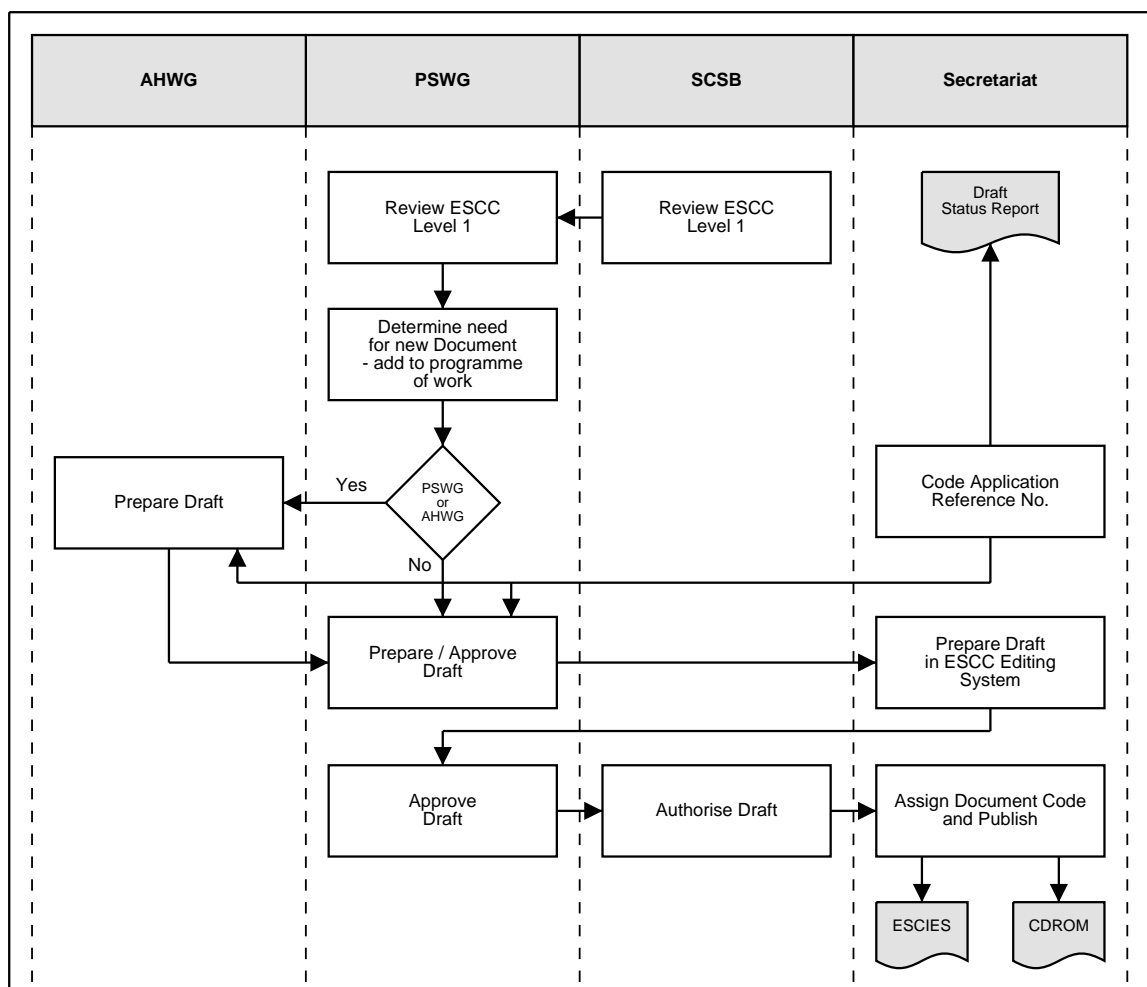 AHWG
PSWG
SCSB
Secretariat
Review ESCC
Level 1
Review ESCC
Level 1
Draft
Status Report
Determine need
for new Document
- add to programme
of work
Prepare Draft
Yes
PSWG
or
AHWG
No
Code Application
Reference No.
Prepare / Approve
Draft
Prepare Draft
in ESCC Editing
System
Approve
Draft
Authorise Draft
Assign Document Code
and Publish
ESCIES
CDROM